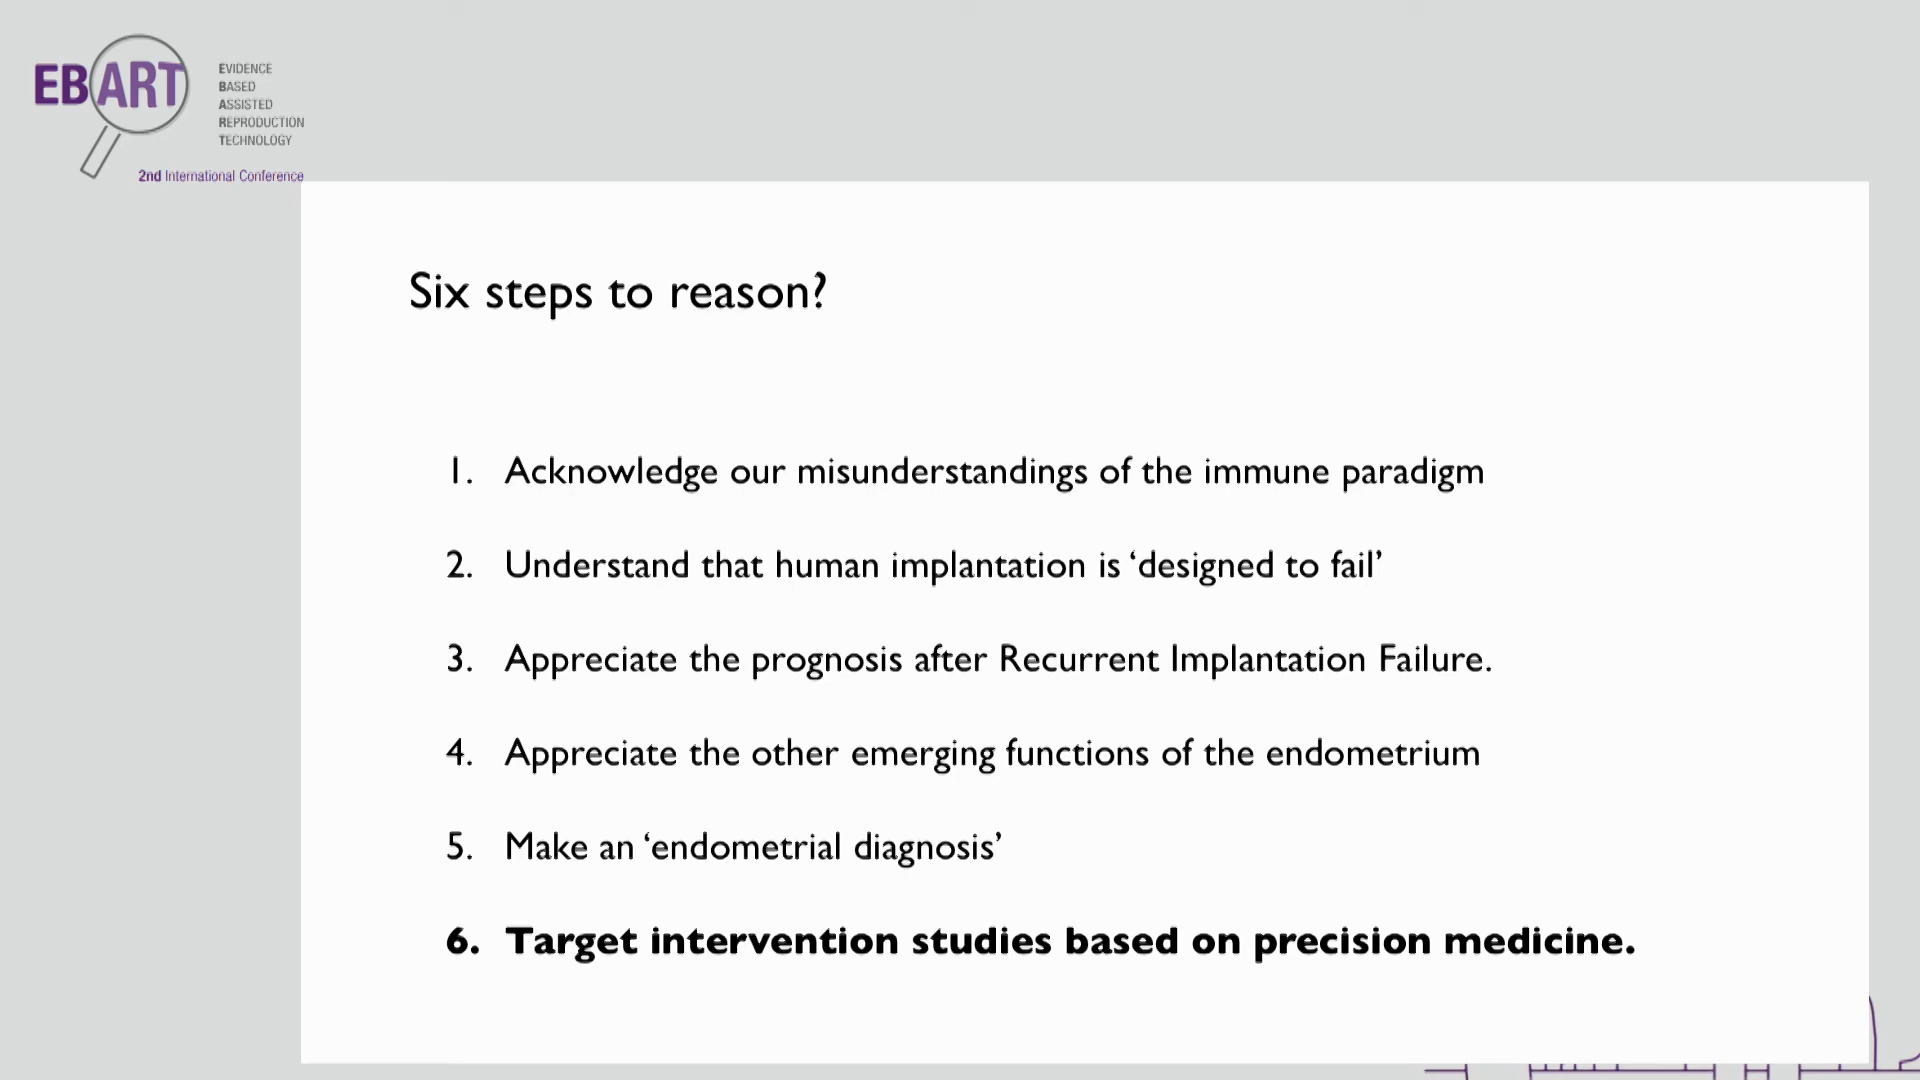 EBART
EVIDENCE
BASED
ASSISTED
REPRODUCTION
TECHNOLOGY
2nd International Conference
Six steps to reason?
1. Acknowledge our misunderstandings of the immune paradigm
2. Understand that human implantation is ‘designed to fail’
3. Appreciate the prognosis after Recurrent Implantation Failure.
4. Appreciate the other emerging functions of the endometrium
5. Make an ‘endometrial diagnosis’
6. Target intervention studies based on precision medicine.